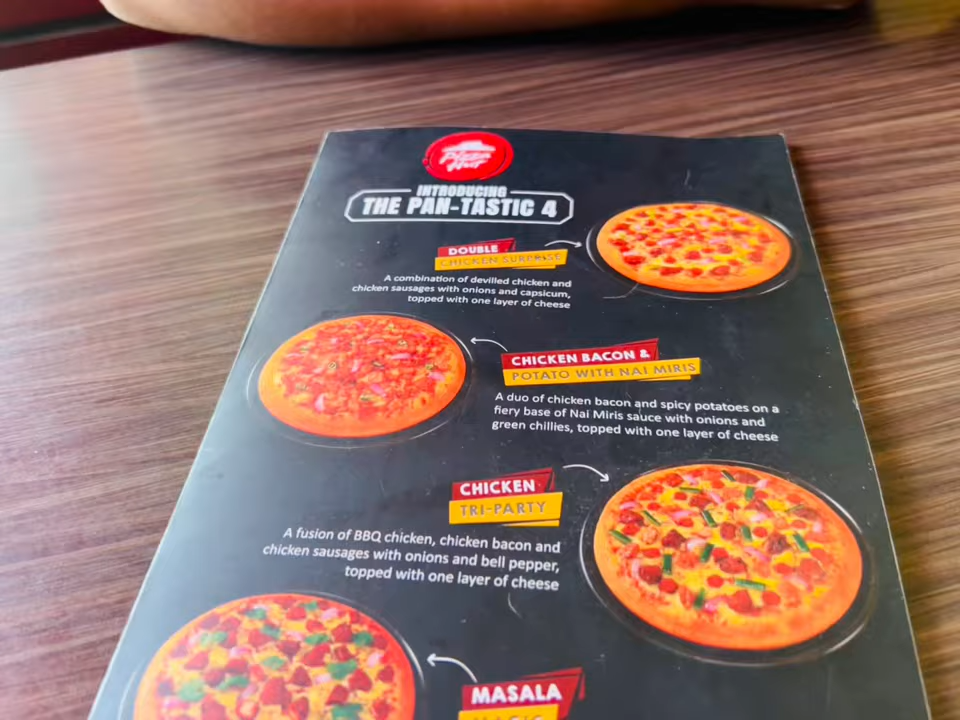 Pizza
Hut
INTRODUCING
THE PAN-TASTIC 4
DOUBLE
CHICKEN SURPRISE
A combination of devilled chicken and
chicken sausages with onions and capsicum,
topped with one layer of cheese
CHICKEN BACON &
POTATO WITH NAI MIRIS
A duo of chicken bacon and spicy potatoes on a
fiery base of Nai Miris sauce with onions and
green chillies, topped with one layer of cheese
CHICKEN
TRI-PARTY
A fusion of BBQ chicken, chicken bacon and
chicken sausages with onions and bell pepper,
topped with one layer of cheese
MASALA